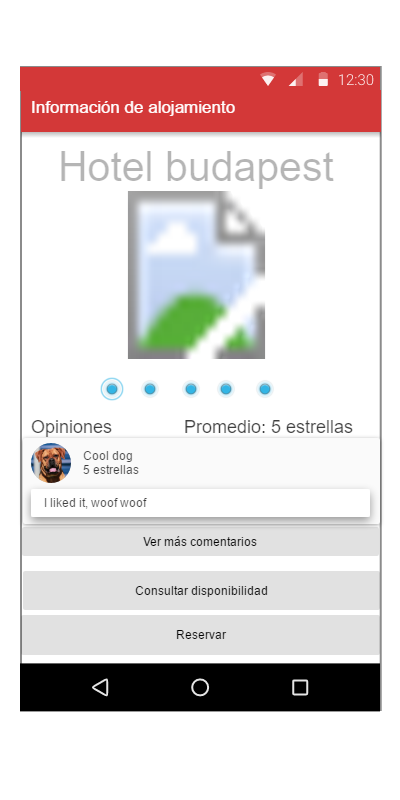 12:30
Información de alojamiento
Hotel budapest
Opiniones Promedio: 5 estrellas
Cool dog
5 estrellas
I liked it, woof woof
Ver más comentarios
Consultar disponibilidad
Reservar